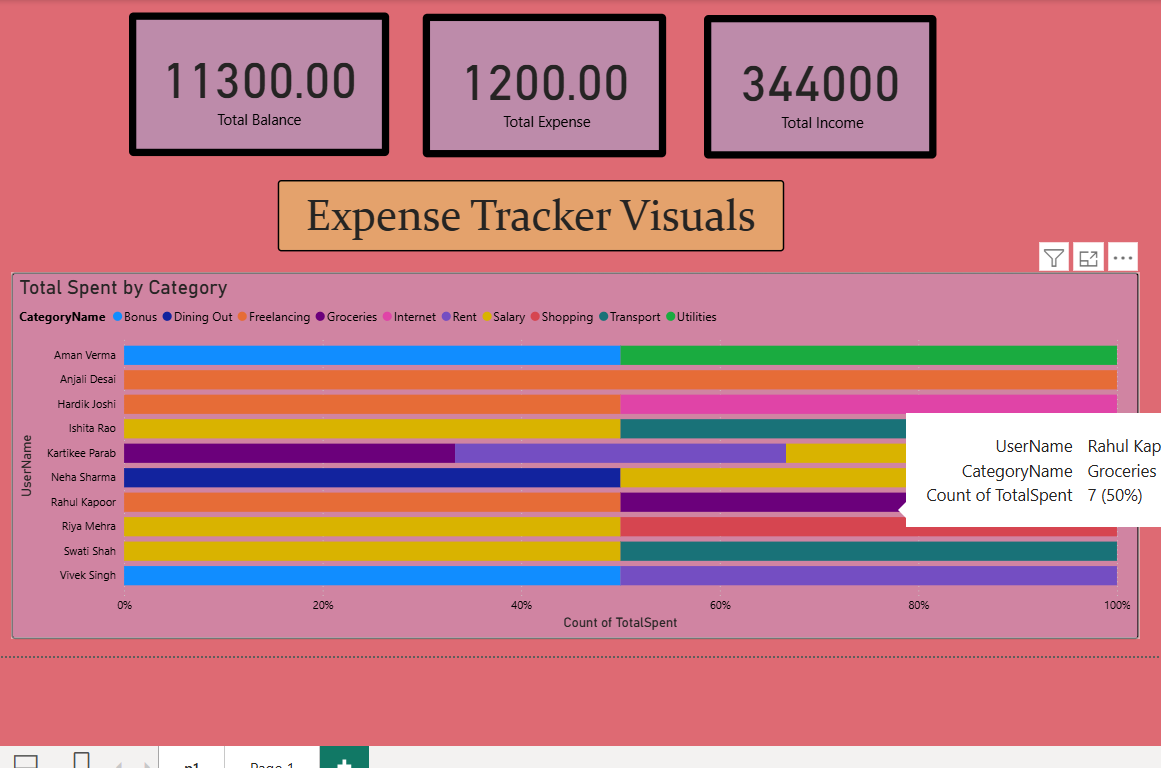 11300.00
Total Balance
1200.00
Total Expense
344000
Total Income
Expense Tracker Visuals
Total Spent by Category
CategoryName Bonus Dining Out Freelancing Groceries Internet Rent Salary Shopping Transport Utilities
UserName
Aman Verma
Anjali Desai
Hardik Joshi
Ishita Rao
Kartikee Parab
Neha Sharma
Rahul Kapoor
Riya Mehra
Swati Shah
Vivek Singh
0% 20% 40% 60% 80% 100%
Count of TotalSpent
UserName Rahul Kap
CategoryName Groceries
Count of TotalSpent 7 (50%)
Page 1